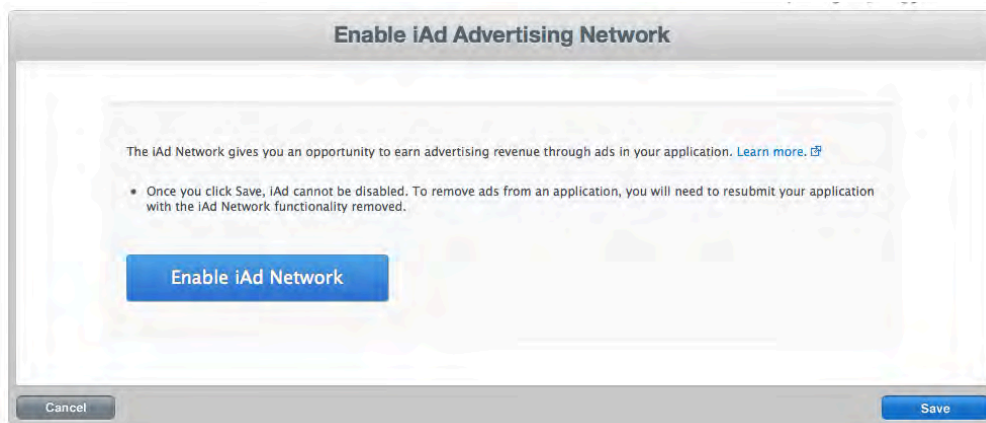 Enable iAd Advertising Network
The iAd Network gives you an opportunity to earn advertising revenue through ads in your application. Learn more.
• Once you click Save, iAd cannot be disabled. To remove ads from an application, you will need to resubmit your application
with the iAd Network functionality removed.
Enable iAd Network
Cancel
Save